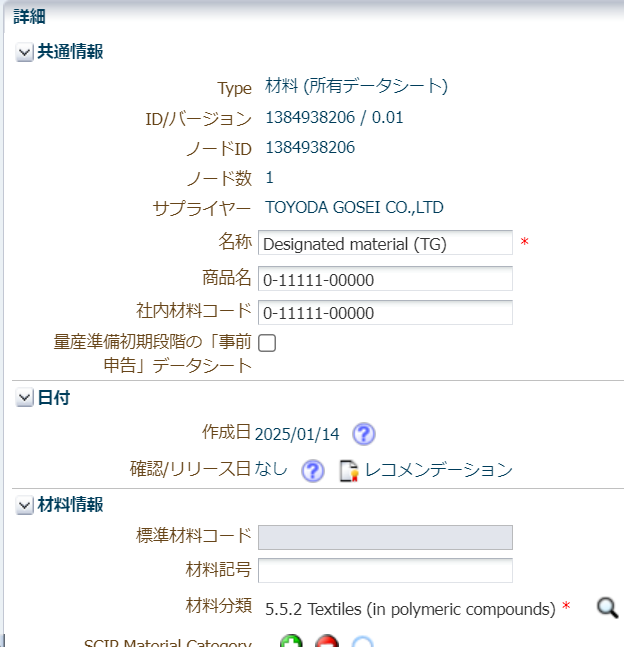 詳細
共通情報
Type 材料 (所有データシート)
ID/バージョン 1384938206 / 0.01
ノードID 1384938206
ノード数 1
サプライヤー TOYODA GOSEI CO.,LTD
名称 Designated material (TG) *
商品名 0-11111-00000
社内材料コード 0-11111-00000
量産準備初期段階の「事前
申告」データシート
日付
作成日 2025/01/14 ?
確認/リリース日 なし ? レコメンデーション
材料情報
標準材料コード
材料記号
材料分類 5.5.2 Textiles (in polymeric compounds) *
SCIP Material Category